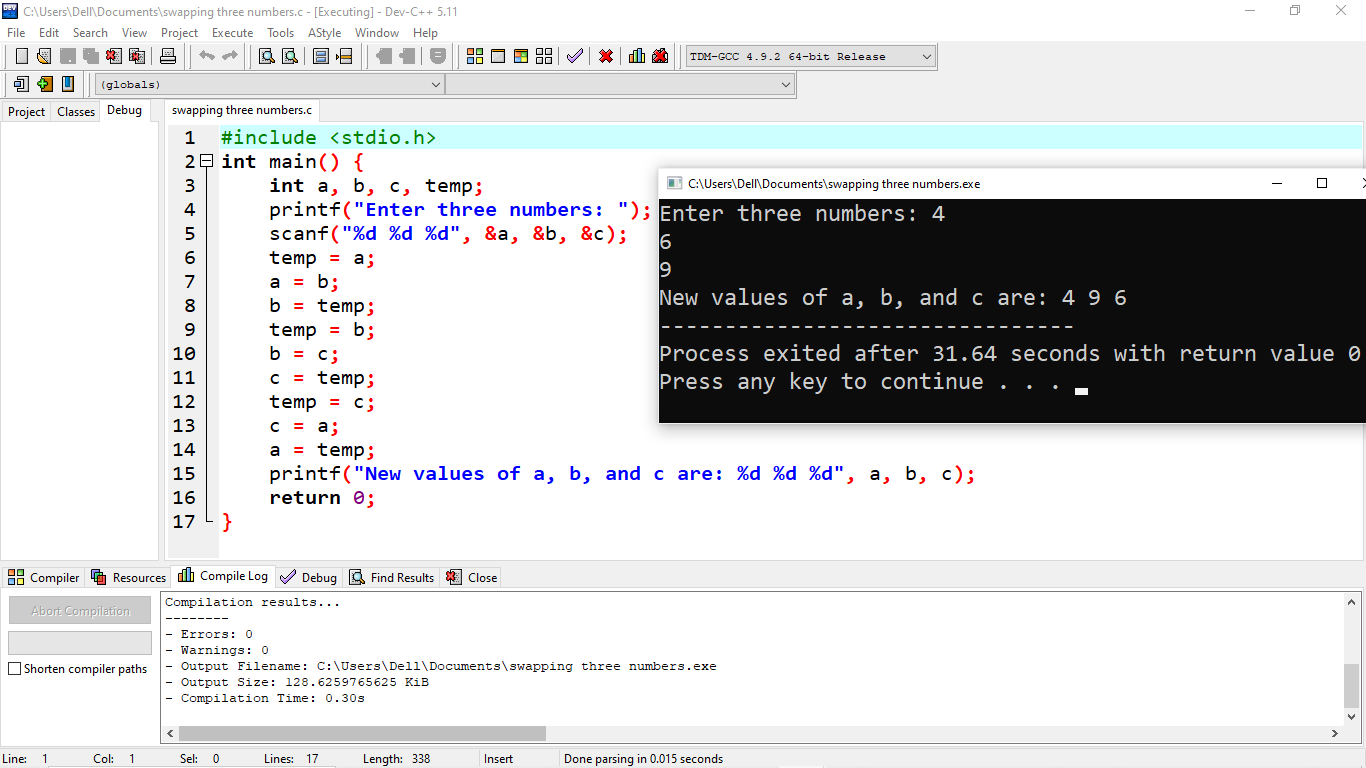 C:\Users\Dell\Documents\swapping three numbers.c - [Executing] - Dev-C++ 5.11
File Edit Search View Project Execute Tools AStyle Window Help
TDM-GCC 4.9.2 64-bit Release
(globals)
Project Classes Debug
swapping three numbers.c
1 #include <stdio.h>
2 int main() {
3 int a, b, c, temp;
4 printf("Enter three numbers: ");
5 scanf("%d %d %d", &a, &b, &c);
6 temp = a;
7 a = b;
8 b = temp;
9 temp = b;
10 b = c;
11 c = temp;
12 temp = c;
13 c = a;
14 a = temp;
15 printf("New values of a, b, and c are: %d %d %d", a, b, c);
16 return 0;
17 }
C:\Users\Dell\Documents\swapping three numbers.exe
Enter three numbers: 4
6
9
New values of a, b, and c are: 4 9 6
--------------------------------
Process exited after 31.64 seconds with return value 0
Press any key to continue . . .
Compiler Resources Compile Log Debug Find Results Close
Abort Compilation
Shorten compiler paths
Compilation results...
--------
- Errors: 0
- Warnings: 0
- Output Filename: C:\Users\Dell\Documents\swapping three numbers.exe
- Output Size: 128.6259765625 KiB
- Compilation Time: 0.30s
Line: 1 Col: 1 Sel: 0 Lines: 17 Length: 338 Insert Done parsing in 0.015 seconds